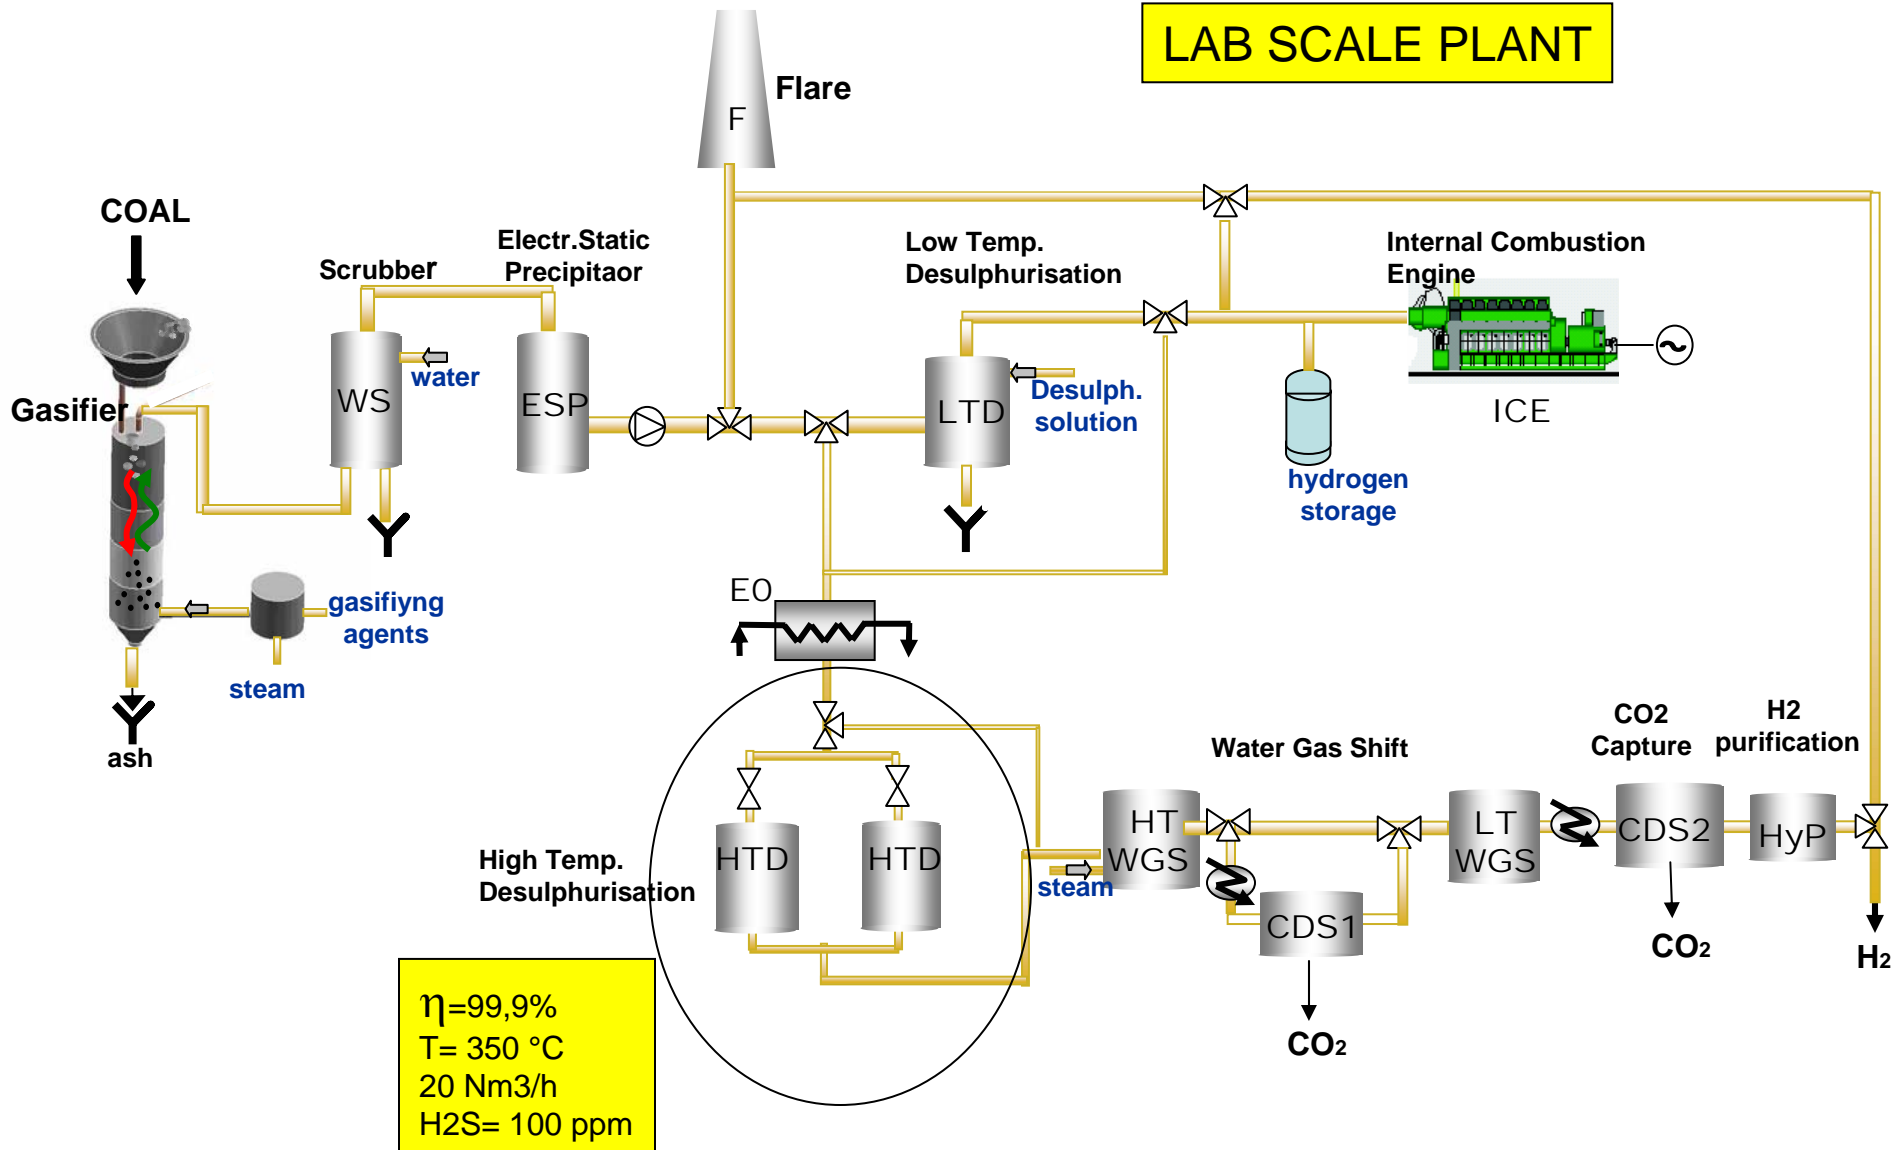 LAB SCALE PLANT
Flare
F
COAL
Electr.Static
Precipitaor
Scrubber
Low Temp.
Desulphurisation
Internal Combustion
Engine
Gasifier
WS
water
ESP
LTD
Desulph.
solution
ICE
hydrogen
storage
E0
gasifiyng
agents
steam
ash
CO2
Capture
H2
purification
Water Gas Shift
HT
WGS
LT
WGS
CDS2
HyP
HTD
HTD
High Temp.
Desulphurisation
steam
CDS1
CO2
H2
CO2
η=99,9%
T= 350 °C
20 Nm3/h
H2S= 100 ppm